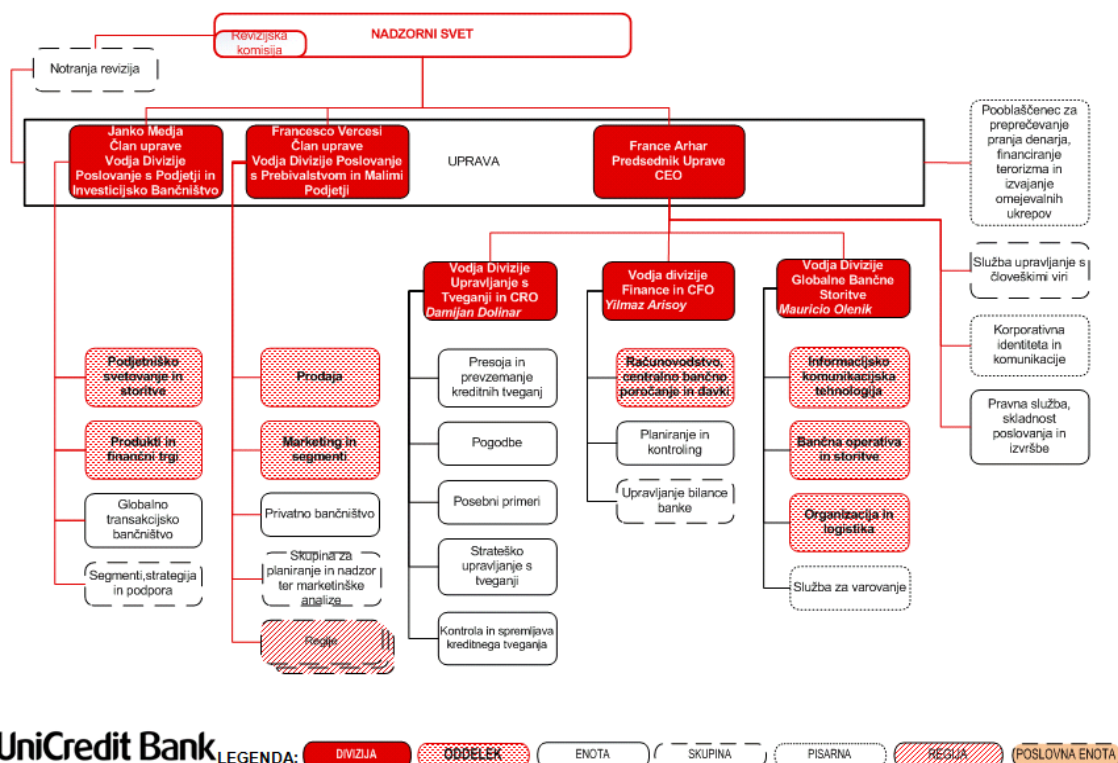 NADZORNI SVET
Revizijska
komisija
Notranja revizija
Janko Medja
Član uprave
Vodja Divizije
Poslovanje s Podjetji in
Investicijsko Bančništvo
Francesco Vercesi
Član uprave
Vodja Divizije Poslovanje
s Prebivalstvom in Malimi
Podjetji
UPRAVA
France Arhar
Predsednik Uprave
CEO
Pooblaščenec za
preprečevanje
pranja denarja,
financiranje
terorizma in
izvajanje
omejevalnih
ukrepov
Služba upravljanje s
človeškimi viri
Korporativna
identiteta in
komunikacije
Pravna služba,
skladnost
poslovanja in
izvršbe
Vodja Divizije
Upravljanje s
Tveganji in CRO
Damijan Dolinar
Vodja divizije
Finance in CFO
Yilmaz Arisoy
Vodja Divizije
Globalne Bančne
Storitve
Mauricio Olenik
Podjetniško
svetovanje in
storitve
Produkti in
finančni trgi
Globalno
transakcijsko
bančništvo
Segmenti,strategija
in podpora
Prodaja
Marketing in
segmenti
Privatno bančništvo
Skupina za
planiranje in nadzor
ter marketinške
analize
Regije
Presoja in
prevzemanje
kreditnih tveganj
Pogodbe
Posebni primeri
Strateško
upravljanje s
tveganji
Kontrola in spremljava
kreditnega tveganja
Računovodstvo,
centralno bančno
poročanje in davki
Planiranje in
kontroling
Upravljanje bilance
banke
Informacijsko
komunikacijska
tehnologija
Bančna operativa
in storitve
Organizacija in
logistika
Služba za varovanje
UniCredit Bank
LEGENDA:
DIVIZIJA
ODDELEK
ENOTA
SKUPINA
PISARNA
REGIJA
POSLOVNA ENOTA